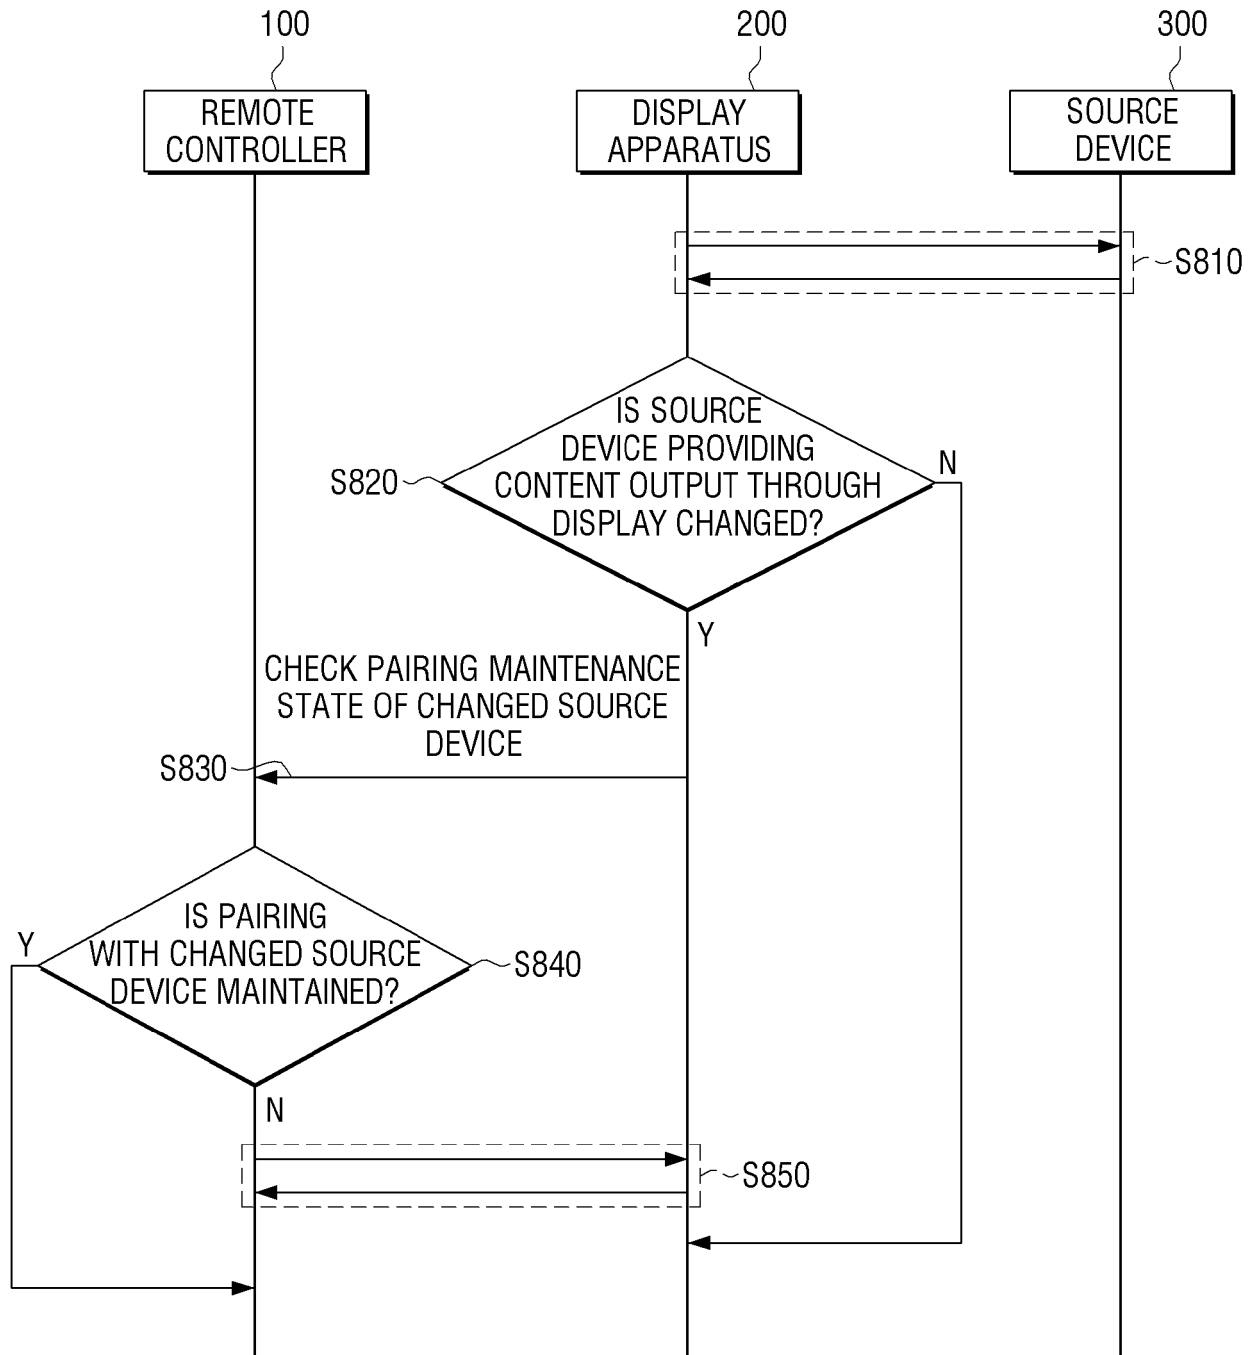 100
200
300
REMOTE
CONTROLLER
DISPLAY
APPARATUS
SOURCE
DEVICE
S810
IS SOURCE
DEVICE PROVIDING
CONTENT OUTPUT THROUGH
DISPLAY CHANGED?
S820
N
Y
CHECK PAIRING MAINTENANCE
STATE OF CHANGED SOURCE
DEVICE
S830
IS PAIRING
WITH CHANGED SOURCE
DEVICE MAINTAINED?
Y
S840
N
S850